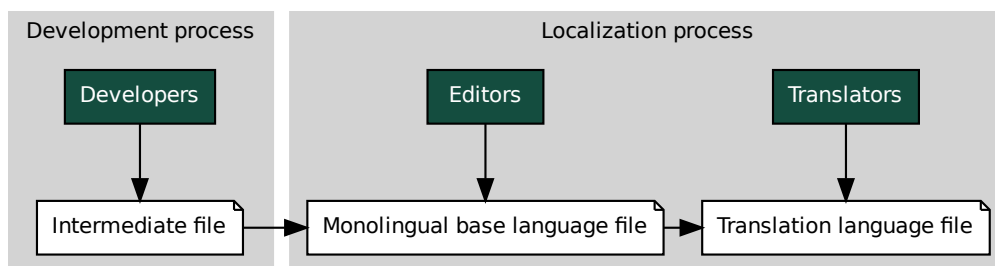 Development process
Localization process
Developers
Editors
Translators
Intermediate file
Monolingual base language file
Translation language file